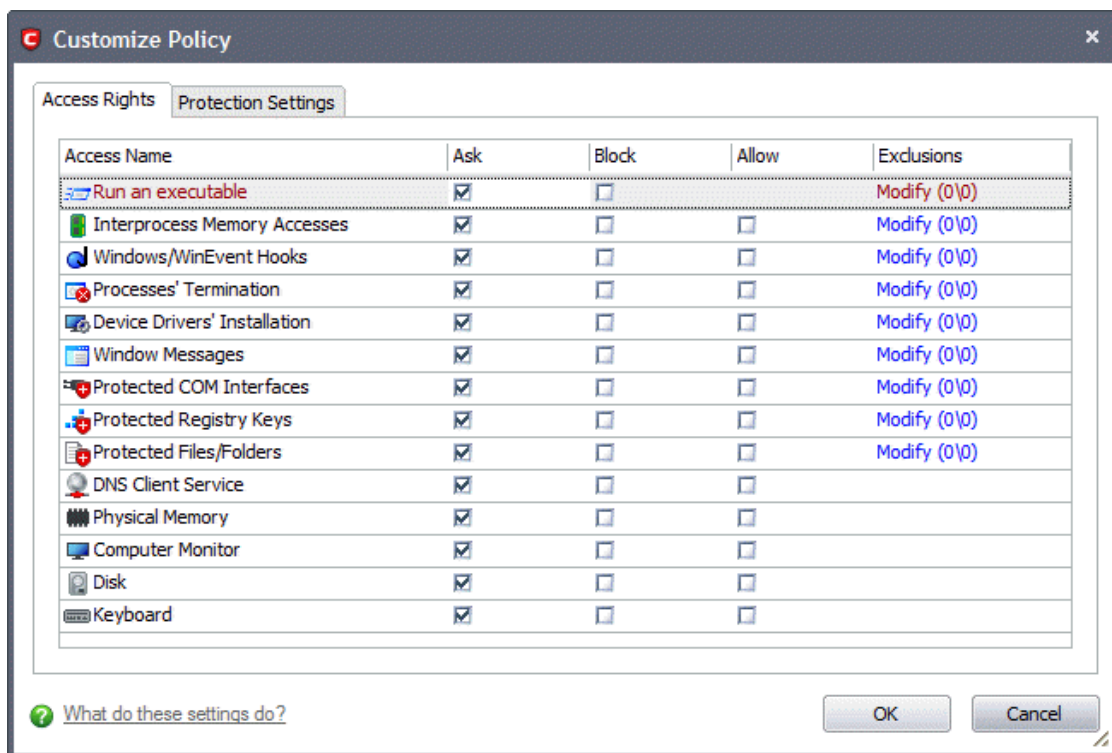 Customize Policy
Access Rights Protection Settings
Access Name Ask Block Allow Exclusions
Run an executable Modify (0\0)
Interprocess Memory Accesses Modify (0\0)
Windows/WinEvent Hooks Modify (0\0)
Processes' Termination Modify (0\0)
Device Drivers' Installation Modify (0\0)
Window Messages Modify (0\0)
Protected COM Interfaces Modify (0\0)
Protected Registry Keys Modify (0\0)
Protected Files/Folders Modify (0\0)
DNS Client Service
Physical Memory
Computer Monitor
Disk
Keyboard
What do these settings do? OK Cancel